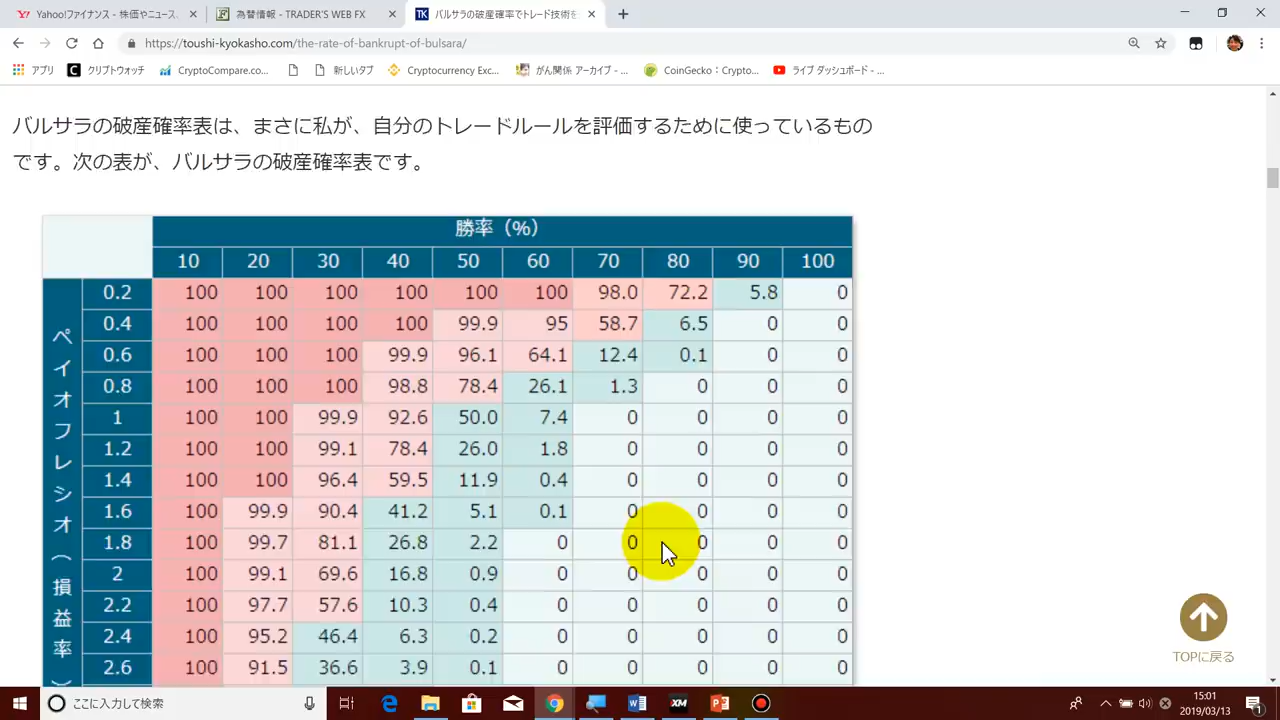 Yahoo!ファイナンス - 株価やニュース、
為替情報 - TRADER'S WEB FX
バルサラの破産確率でトレード技術を
https://toushi-kyokasho.com/the-rate-of-bankrupt-of-bulsara/
アプリ クリプトウォッチ CryptoCompare.co... 新しいタブ Cryptocurrency Exc... がん関係 アーカイブ - ... CoinGecko：Crypto... ライブ ダッシュボード - ...
バルサラの破産確率表は、まさに私が、自分のトレードルールを評価するために使っているもの
です。次の表が、バルサラの破産確率表です。
勝率（%）
10 20 30 40 50 60 70 80 90 100
ペイオフレシオ（損益率）
0.2 100 100 100 100 100 100 98.0 72.2 5.8 0
0.4 100 100 100 100 99.9 95 58.7 6.5 0 0
0.6 100 100 100 99.9 96.1 64.1 12.4 0.1 0 0
0.8 100 100 100 98.8 78.4 26.1 1.3 0 0 0
1 100 100 99.9 92.6 50.0 7.4 0 0 0 0
1.2 100 100 99.1 78.4 26.0 1.8 0 0 0 0
1.4 100 100 96.4 59.5 11.9 0.4 0 0 0 0
1.6 100 99.9 90.4 41.2 5.1 0.1 0 0 0 0
1.8 100 99.7 81.1 26.8 2.2 0 0 0 0 0
2 100 99.1 69.6 16.8 0.9 0 0 0 0 0
2.2 100 97.7 57.6 10.3 0.4 0 0 0 0 0
2.4 100 95.2 46.4 6.3 0.2 0 0 0 0 0
2.6 100 91.5 36.6 3.9 0.1 0 0 0 0 0
TOPに戻る
ここに入力して検索
15:01
2019/03/13